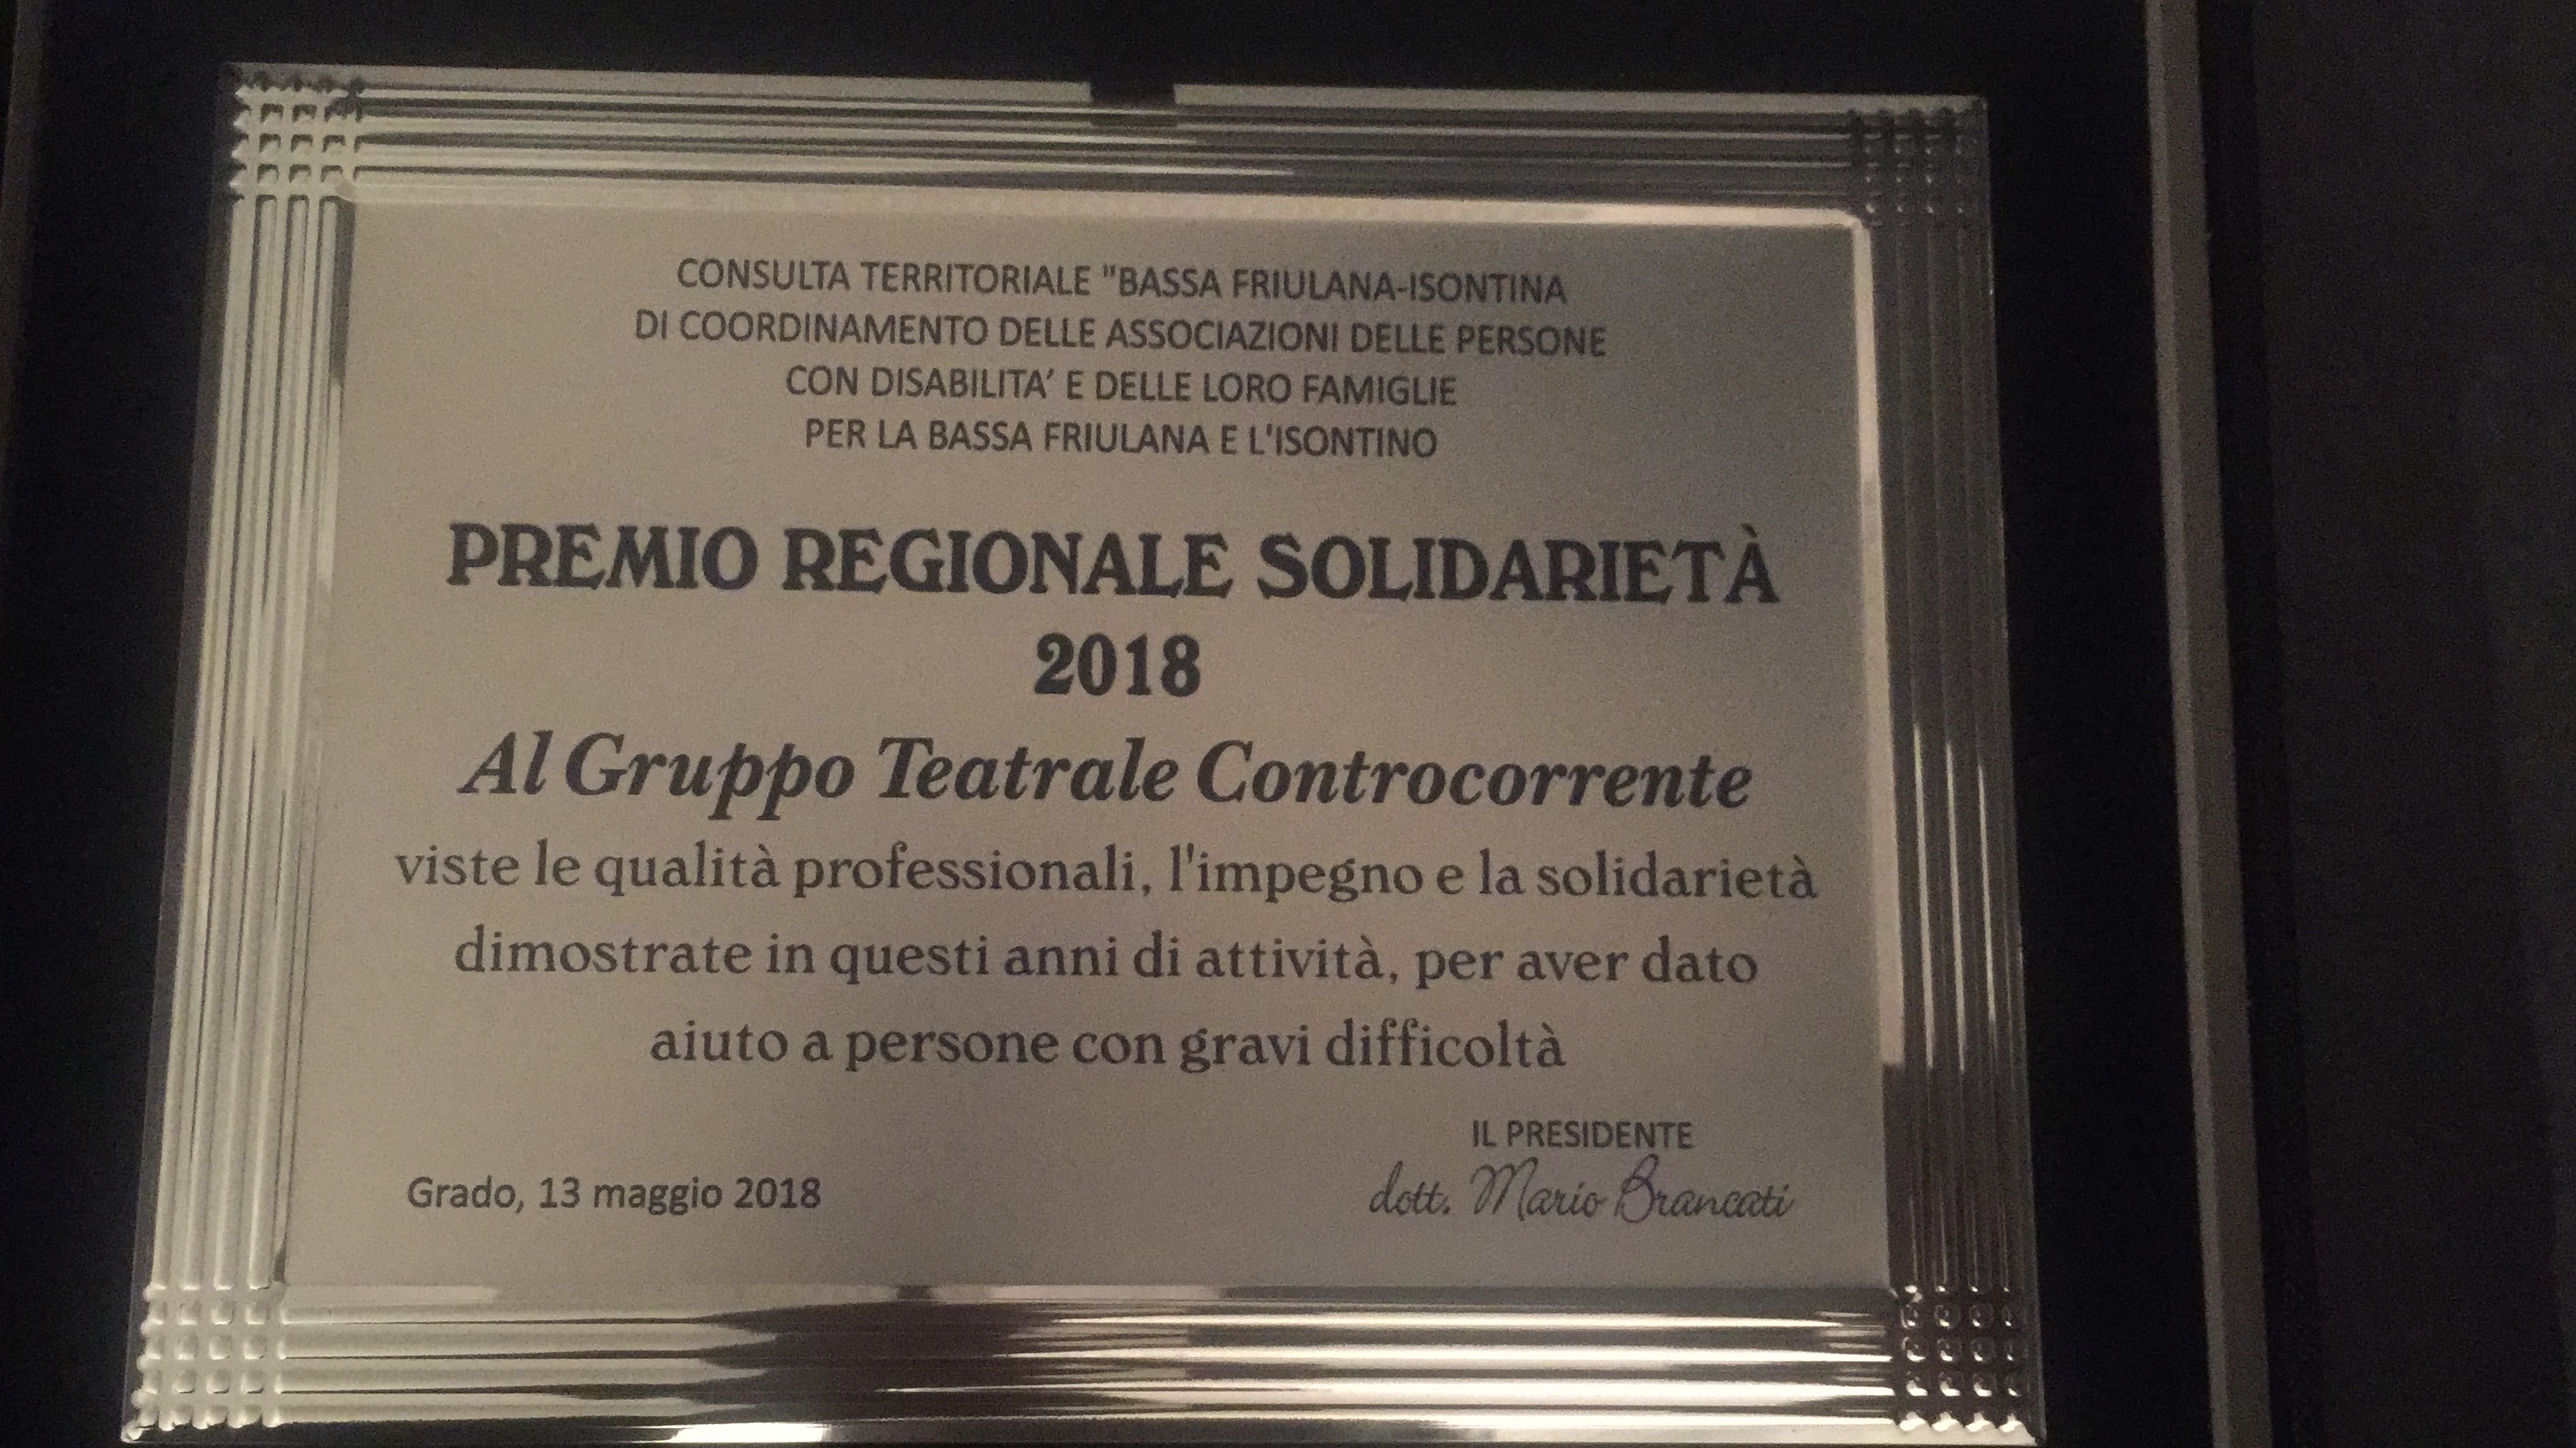 CONSULTA TERRITORIALE "BASSA FRIULANA-ISONTINA
DI COORDINAMENTO DELLE ASSOCIAZIONI DELLE PERSONE
CON DISABILITA’ E DELLE LORO FAMIGLIE
PER LA BASSA FRIULANA E L'ISONTINO
PREMIO REGIONALE SOLIDARIETÀ
2018
Al Gruppo Teatrale Controcorrente
viste le qualità professionali, l'impegno e la solidarietà
dimostrate in questi anni di attività, per aver dato
aiuto a persone con gravi difficoltà
IL PRESIDENTE
Grado, 13 maggio 2018
dott. Mario Brancati